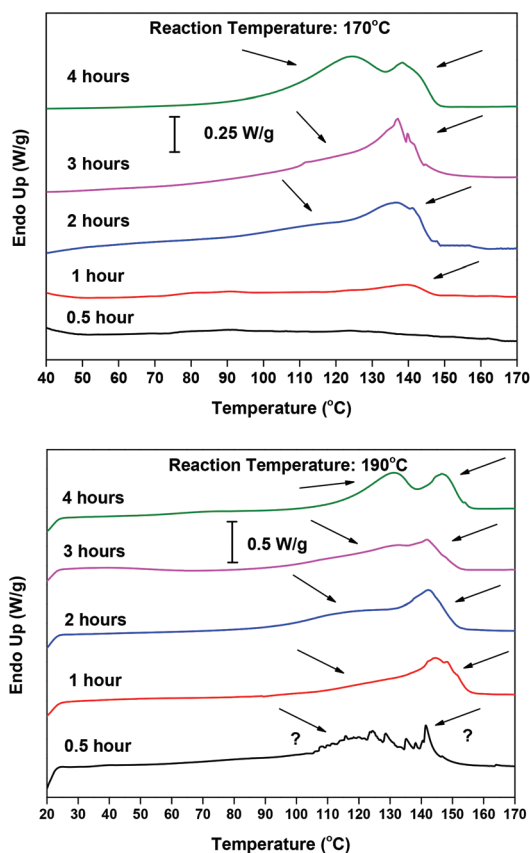 Reaction Temperature: 170°C
4 hours
0.25 W/g
3 hours
2 hours
1 hour
0.5 hour
Endo Up (W/g)
40 50 60 70 80 90 100 110 120 130 140 150 160 170
Temperature (°C)
Reaction Temperature: 190°C
4 hours
3 hours
0.5 W/g
2 hours
1 hour
0.5 hour
? ?
Endo Up (W/g)
20 30 40 50 60 70 80 90 100 110 120 130 140 150 160 170
Temperature (°C)